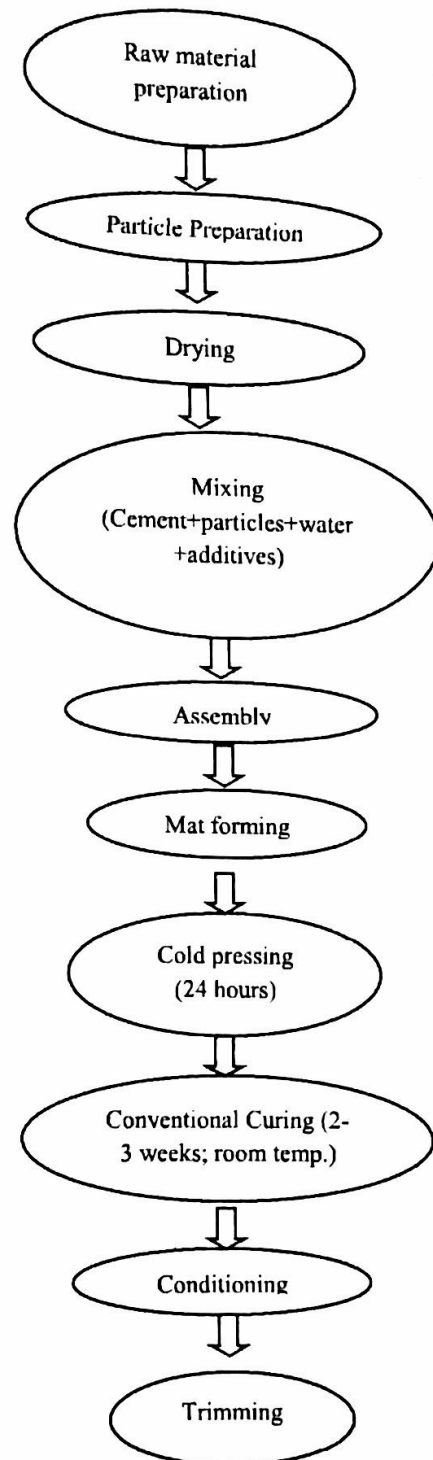 Raw material
preparation
Particle Preparation
Drying
Mixing
(Cement+particles+water
+additives)
Assembly
Mat forming
Cold pressing
(24 hours)
Conventional Curing (2-
3 weeks; room temp.)
Conditioning
Trimming